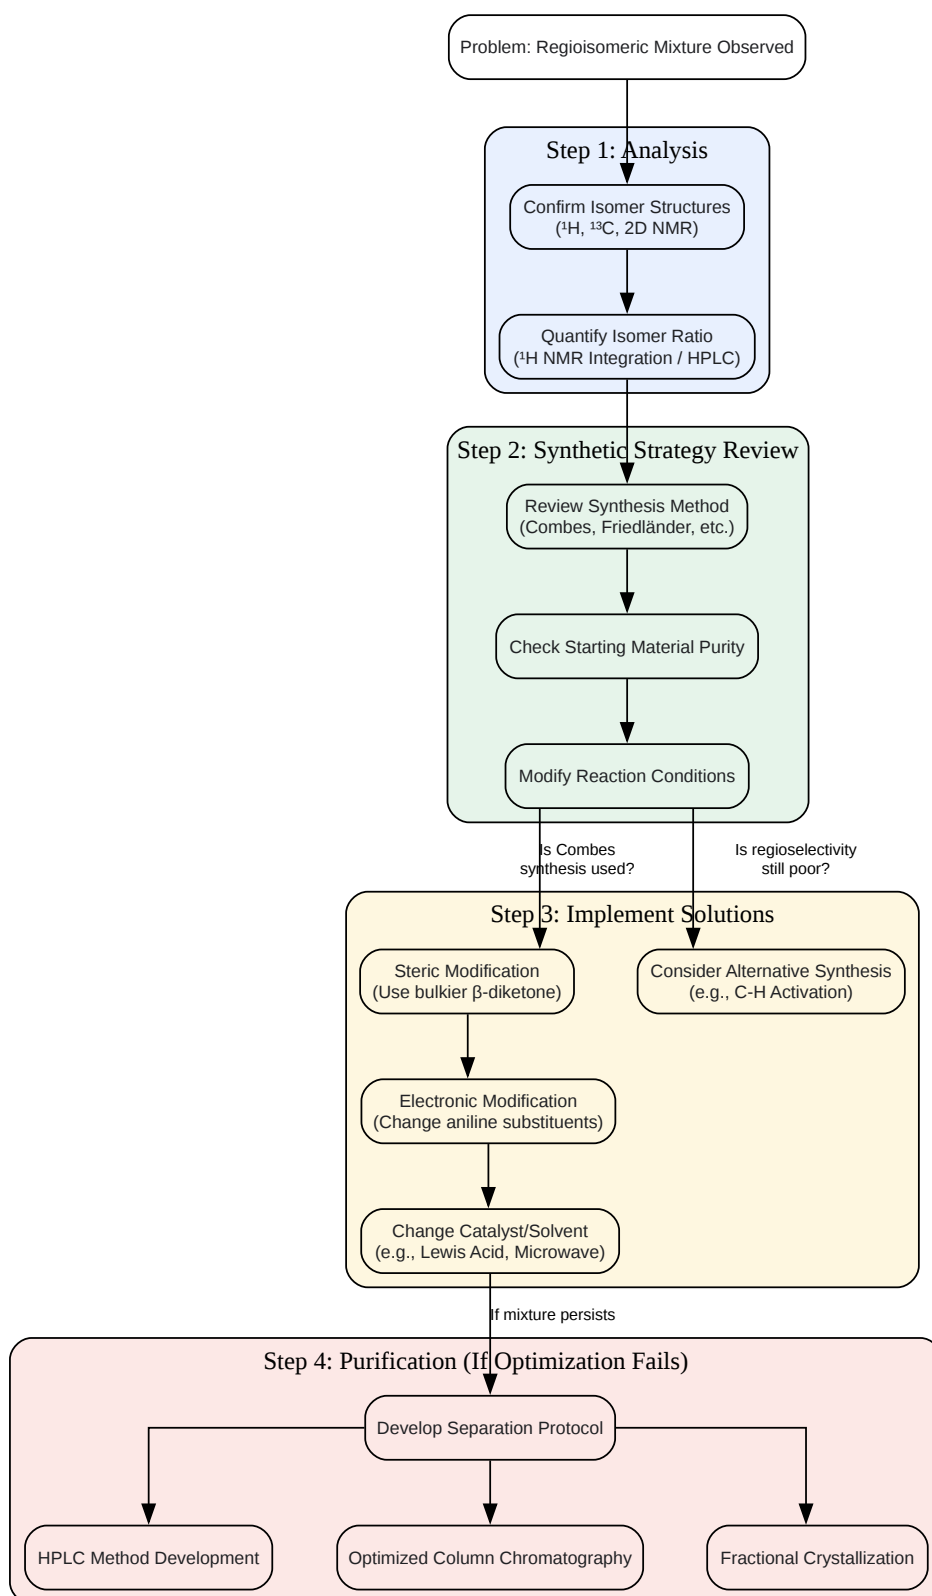 Problem: Regioisomeric Mixture Observed
Step 1: Analysis
Confirm Isomer Structures
(¹H, ¹³C, 2D NMR)
Quantify Isomer Ratio
(¹H NMR Integration / HPLC)
Step 2: Synthetic Strategy Review
Review Synthesis Method
(Combes, Friedländer, etc.)
Check Starting Material Purity
Modify Reaction Conditions
Is Combes
synthesis used?
Is regioselectivity
still poor?
Step 3: Implement Solutions
Steric Modification
(Use bulkier β-diketone)
Consider Alternative Synthesis
(e.g., C-H Activation)
Electronic Modification
(Change aniline substituents)
Change Catalyst/Solvent
(e.g., Lewis Acid, Microwave)
If mixture persists
Step 4: Purification (If Optimization Fails)
Develop Separation Protocol
HPLC Method Development
Optimized Column Chromatography
Fractional Crystallization